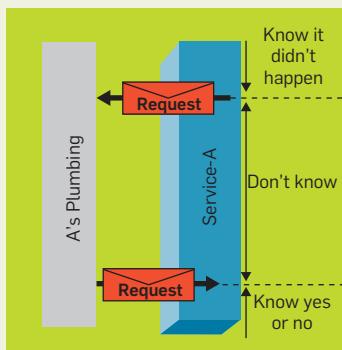 Know it
didn't
happen
Request
A's Plumbing
Service-A
Don't know
Request
Know yes
or no